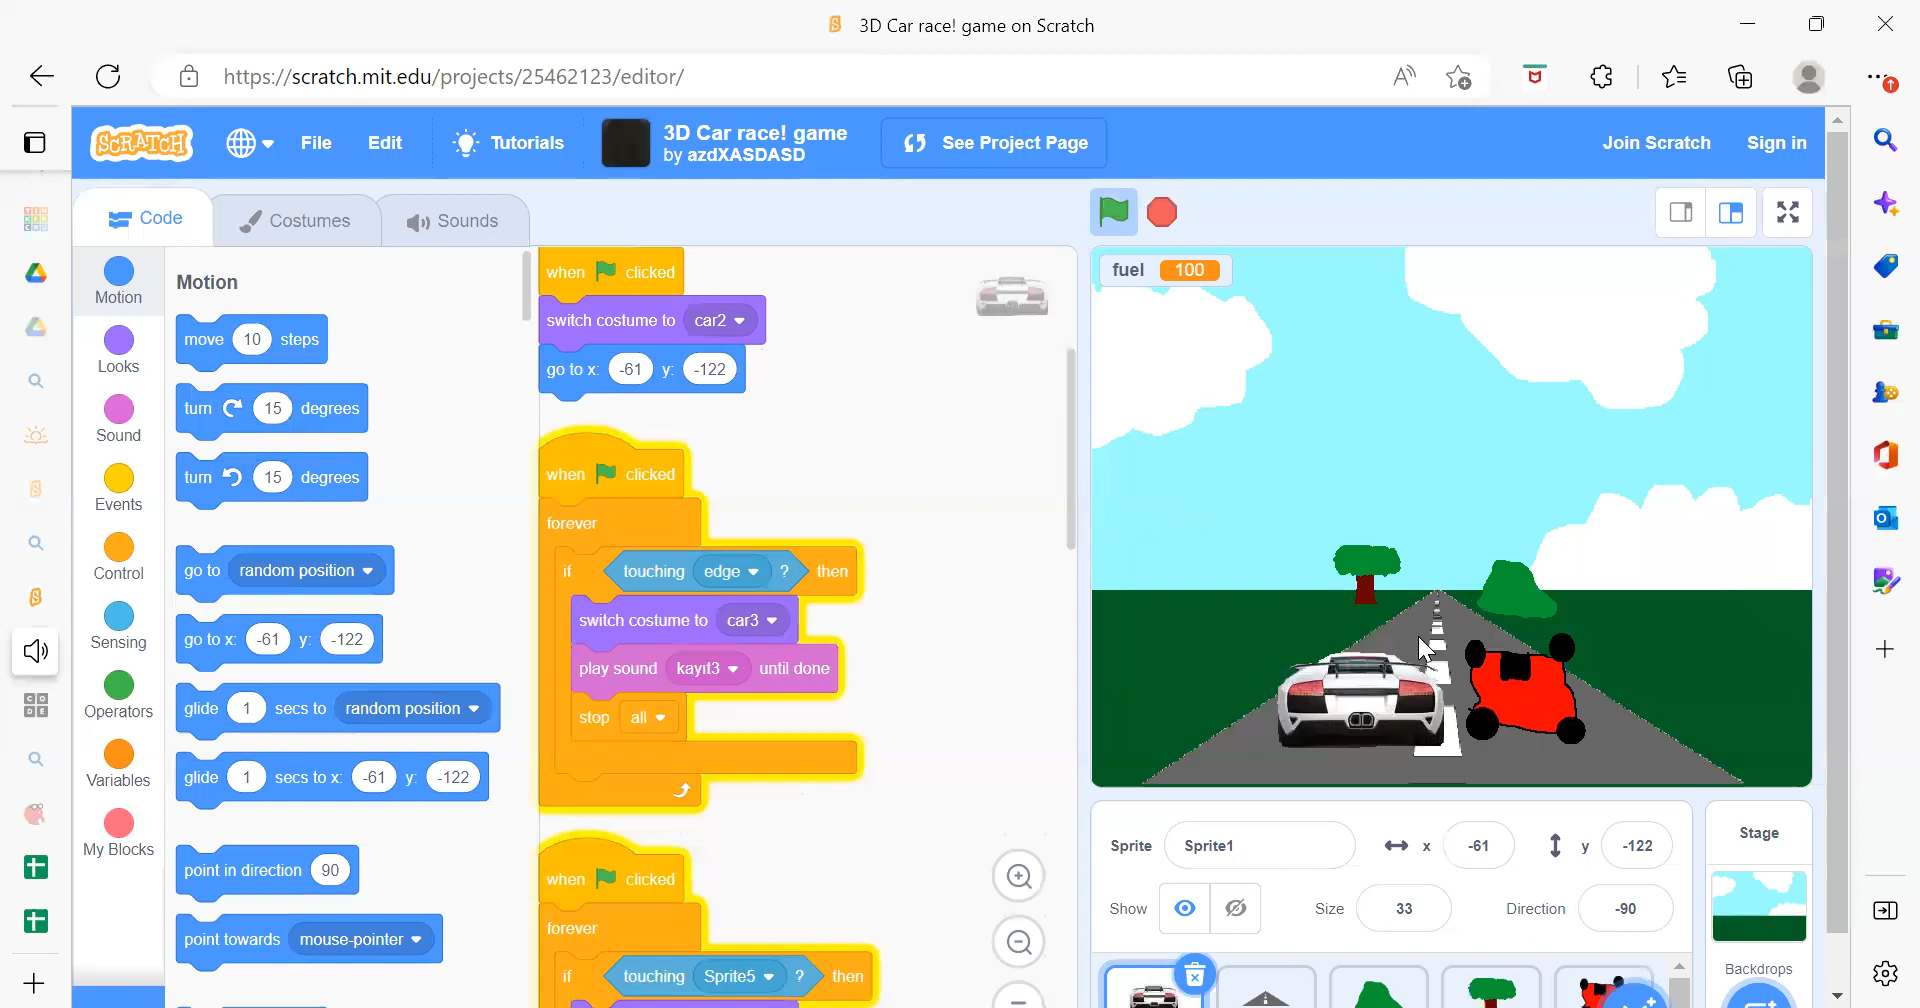 3D Car race! game on Scratch
https://scratch.mit.edu/projects/25462123/editor/
SCRATCH
File
Edit
Tutorials
3D Car race! game
by azdXASDASD
See Project Page
Join Scratch
Sign in
Code
Costumes
Sounds
Motion
Looks
Sound
Events
Control
Sensing
Operators
Variables
My Blocks
Motion
move 10 steps
turn 15 degrees
turn 15 degrees
go to random position
go to x: -61 y: -122
glide 1 secs to random position
glide 1 secs to x: -61 y: -122
point in direction 90
point towards mouse-pointer
when clicked
switch costume to car2
go to x: -61 y: -122
when clicked
forever
if touching edge ? then
switch costume to car3
play sound kayıt3 until done
stop all
when clicked
forever
if touching Sprite5 ? then
fuel 100
Sprite Sprite1 x -61 y -122
Show Size 33 Direction -90
Stage
Backdrops